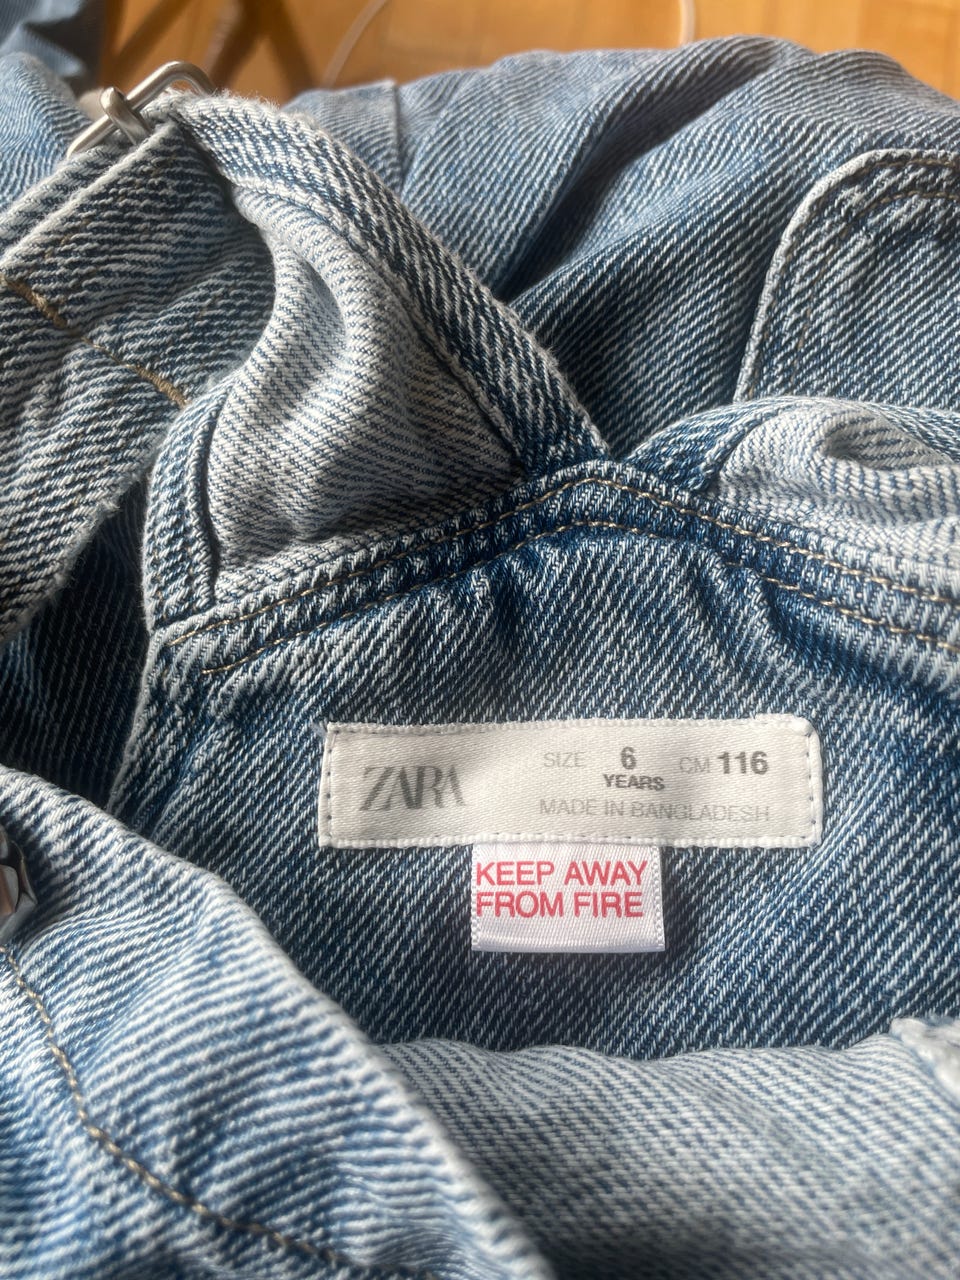 ZARA
SIZE 6 CM 116
YEARS
MADE IN BANGLADESH
KEEP AWAY
FROM FIRE